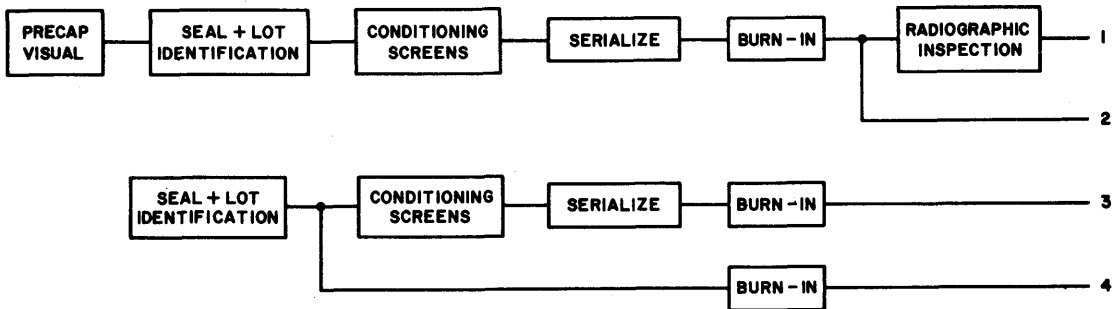 PRECAP
VISUAL
SEAL + LOT
IDENTIFICATION
CONDITIONING
SCREENS
SERIALIZE
BURN-IN
RADIOGRAPHIC
INSPECTION
1
2
SEAL + LOT
IDENTIFICATION
CONDITIONING
SCREENS
SERIALIZE
BURN-IN
3
BURN-IN
4